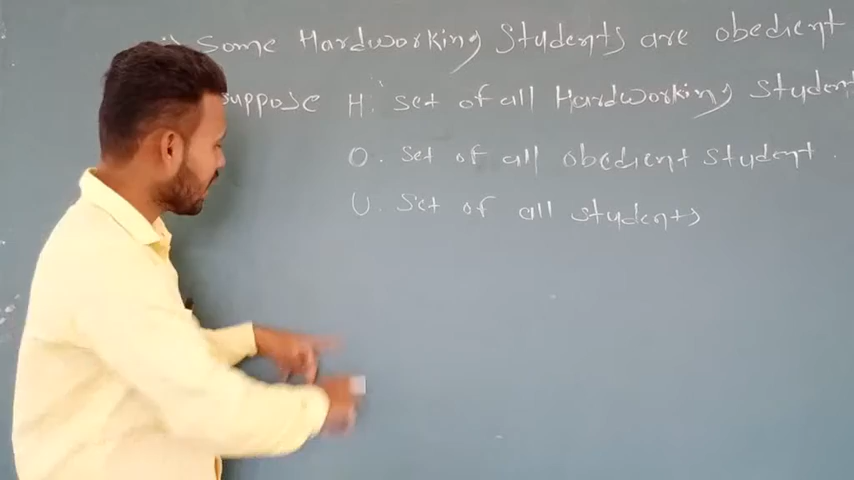 Some Hardworking Students are obedient
Suppose H: set of all Hardworking Student
O. Set of all obedient student.
U. Set of all students